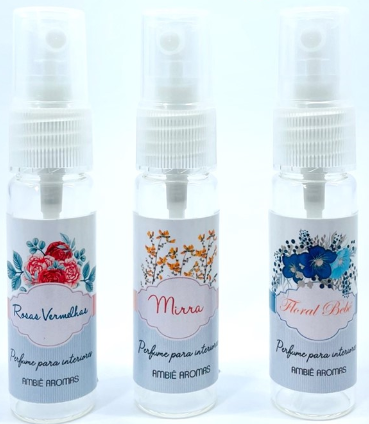 Rosas Vermelhas
Perfume para interiores
AMBIÊ AROMAS
Mirra
Perfume para interiores
AMBIÊ AROMAS
Floral Bebê
Perfume para interiores
AMBIÊ AROMAS